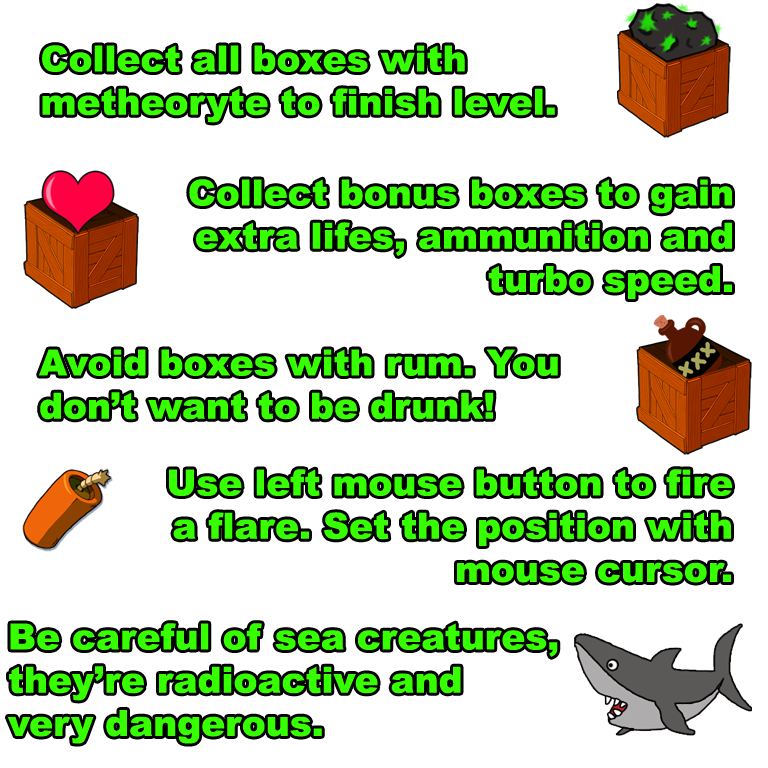 Collect all boxes with
metheoryte to finish level.
Collect bonus boxes to gain
extra lifes, ammunition and
turbo speed.
Avoid boxes with rum. You
don't want to be drunk!
XXX
Use left mouse button to fire
a flare. Set the position with
mouse cursor.
Be careful of sea creatures,
they're radioactive and
very dangerous.